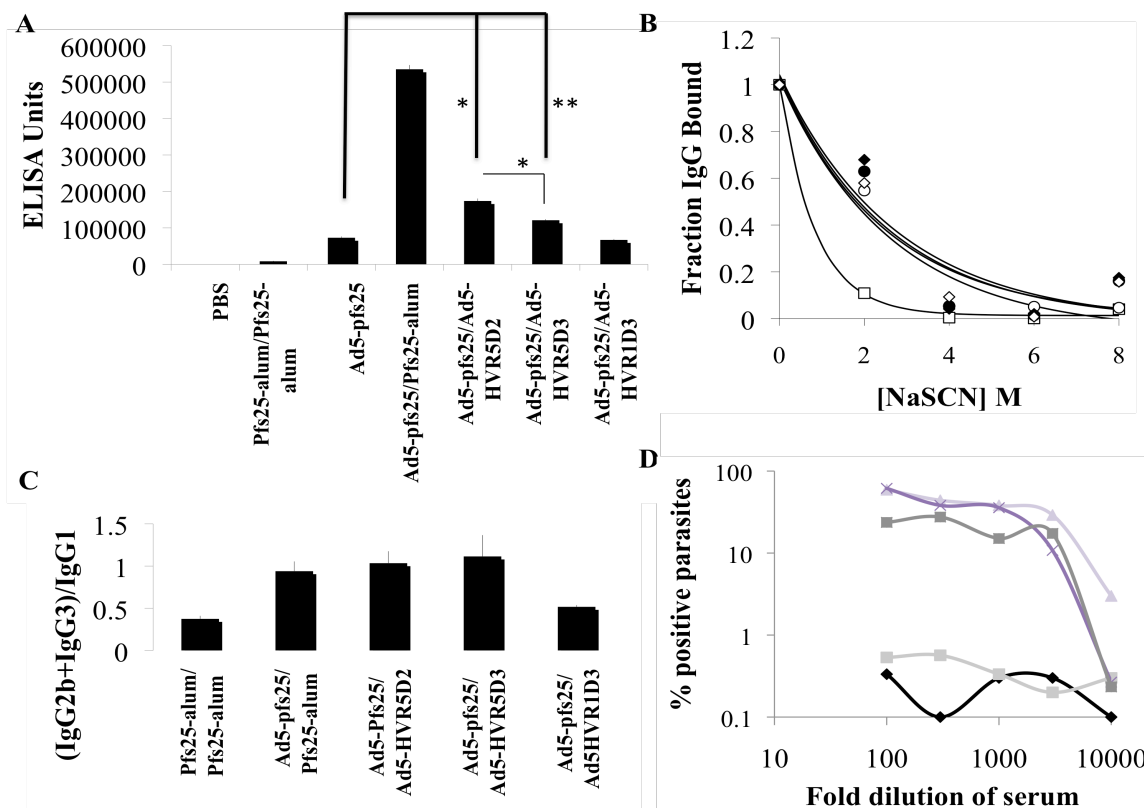 A
600000
500000
400000
300000
200000
100000
0
ELISA Units
*
**
*
PBS
Pfs25-alum/Pfs25-
alum
Ad5-pfs25
Ad5-pfs25/Pfs25-alum
Ad5-pfs25/Ad5-
HVR5D2
Ad5-pfs25/Ad5-
HVR5D3
Ad5-pfs25/Ad5-
HVR1D3
B
1.2
1
0.8
0.6
0.4
0.2
0
Fraction IgG Bound
0 2 4 6 8
[NaSCN] M
C
1.5
1
0.5
0
(IgG2b+IgG3)/IgG1
Pfs25-alum/
Pfs25-alum
Ad5-pfs25/
Pfs25-alum
Ad5-Pfs25/
Ad5-HVR5D2
Ad5-pfs25/
Ad5-HVR5D3
Ad5-pfs25/
Ad5HVR1D3
D
100
10
1
0.1
% positive parasites
10 100 1000 10000
Fold dilution of serum